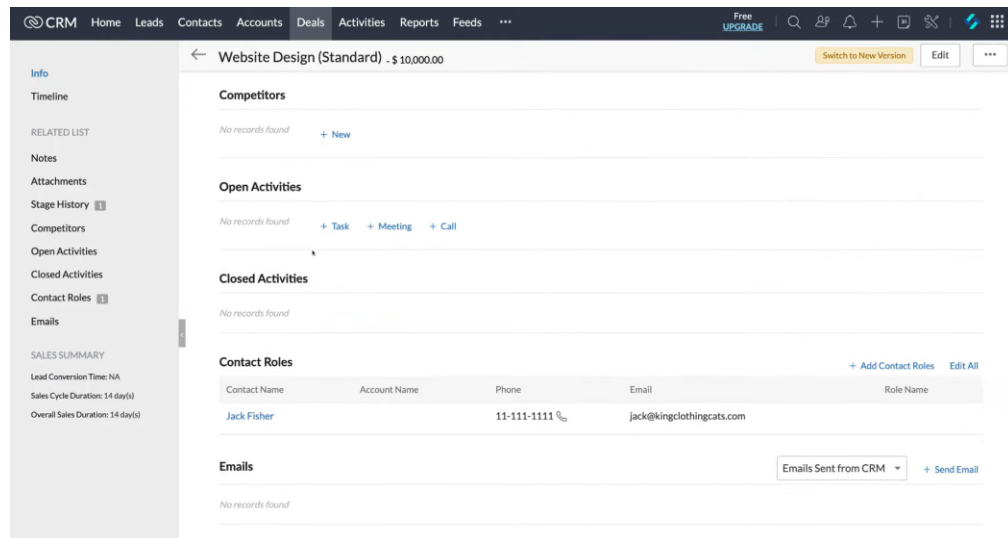 CRM Home Leads Contacts Accounts Deals Activities Reports Feeds ••• Free
UPGRADE
Website Design (Standard) - $ 10,000.00 Switch to New Version Edit •••
Info
Timeline
RELATED LIST
Notes
Attachments
Stage History 1
Competitors
Open Activities
Closed Activities
Contact Roles 1
Emails
SALES SUMMARY
Lead Conversion Time: NA
Sales Cycle Duration: 14 day(s)
Overall Sales Duration: 14 day(s)
Competitors
No records found + New
Open Activities
No records found + Task + Meeting + Call
Closed Activities
No records found
Contact Roles + Add Contact Roles Edit All
Contact Name Account Name Phone Email Role Name
Jack Fisher 11-111-1111 jack@kingclothingcats.com
Emails Emails Sent from CRM + Send Email
No records found